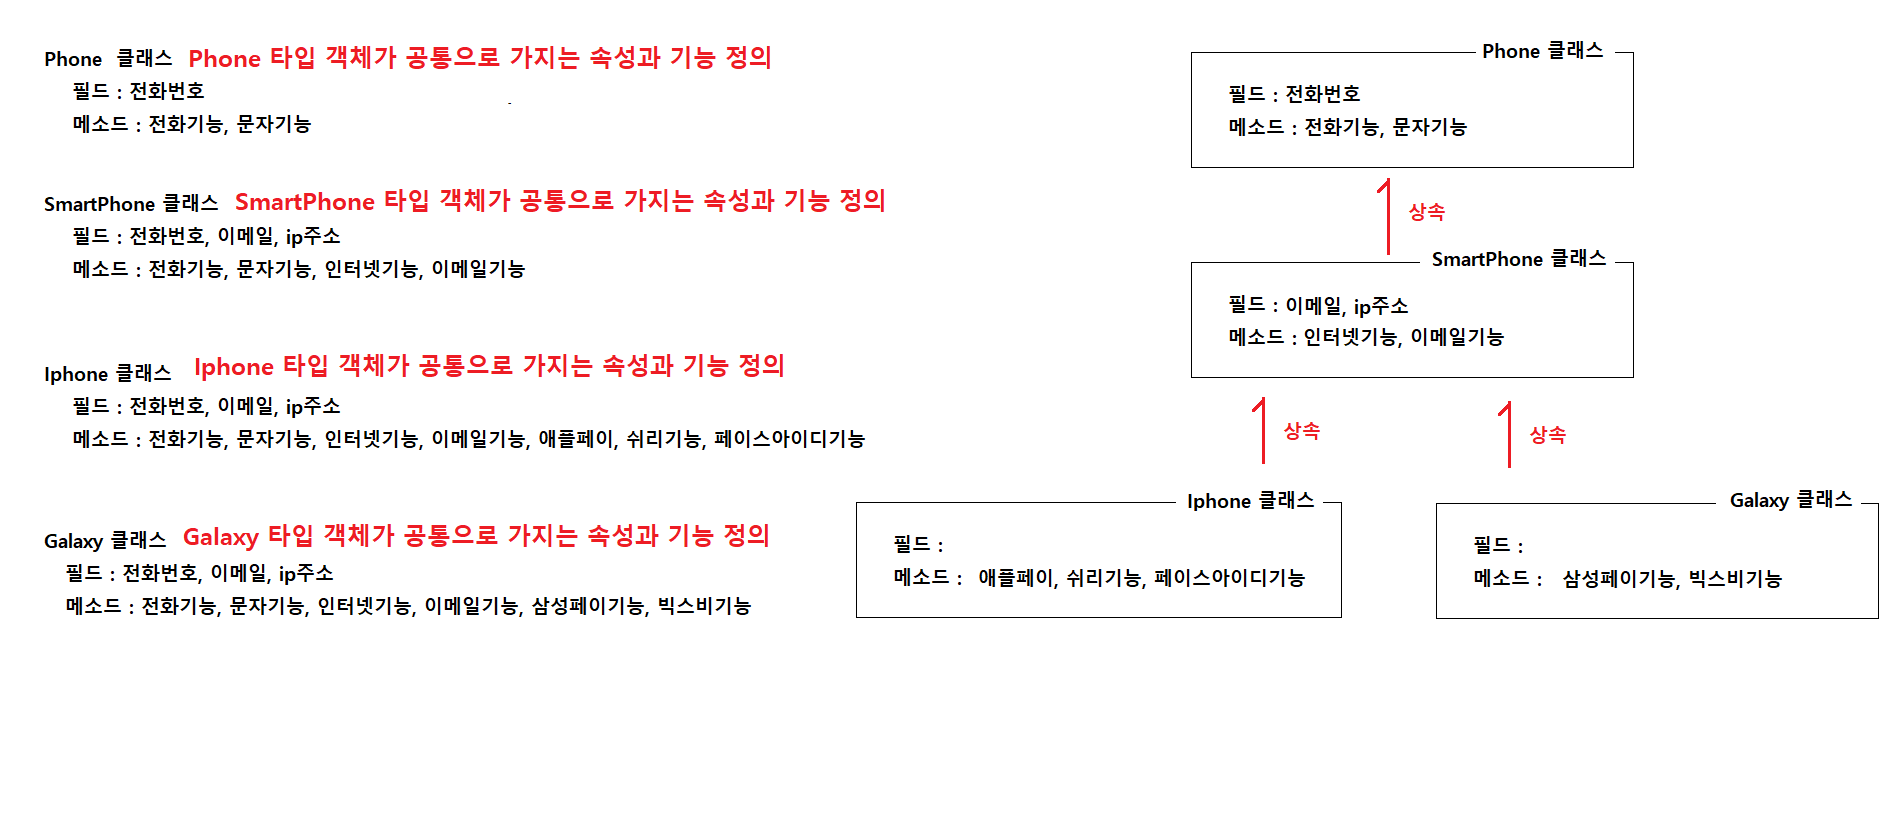 Phone 클래스 Phone 타입 객체가 공통으로 가지는 속성과 기능 정의
필드 : 전화번호
메소드 : 전화기능, 문자기능
SmartPhone 클래스 SmartPhone 타입 객체가 공통으로 가지는 속성과 기능 정의
필드 : 전화번호, 이메일, ip주소
메소드 : 전화기능, 문자기능, 인터넷기능, 이메일기능
Iphone 클래스 Iphone 타입 객체가 공통으로 가지는 속성과 기능 정의
필드 : 전화번호, 이메일, ip주소
메소드 : 전화기능, 문자기능, 인터넷기능, 이메일기능, 애플페이, 쉬리기능, 페이스아이디기능
Galaxy 클래스 Galaxy 타입 객체가 공통으로 가지는 속성과 기능 정의
필드 : 전화번호, 이메일, ip주소
메소드 : 전화기능, 문자기능, 인터넷기능, 이메일기능, 삼성페이기능, 빅스비기능
Phone 클래스
필드 : 전화번호
메소드 : 전화기능, 문자기능
상속
SmartPhone 클래스
필드 : 이메일, ip주소
메소드 : 인터넷기능, 이메일기능
상속
상속
Iphone 클래스
필드 :
메소드 : 애플페이, 쉬리기능, 페이스아이디기능
Galaxy 클래스
필드 :
메소드 : 삼성페이기능, 빅스비기능